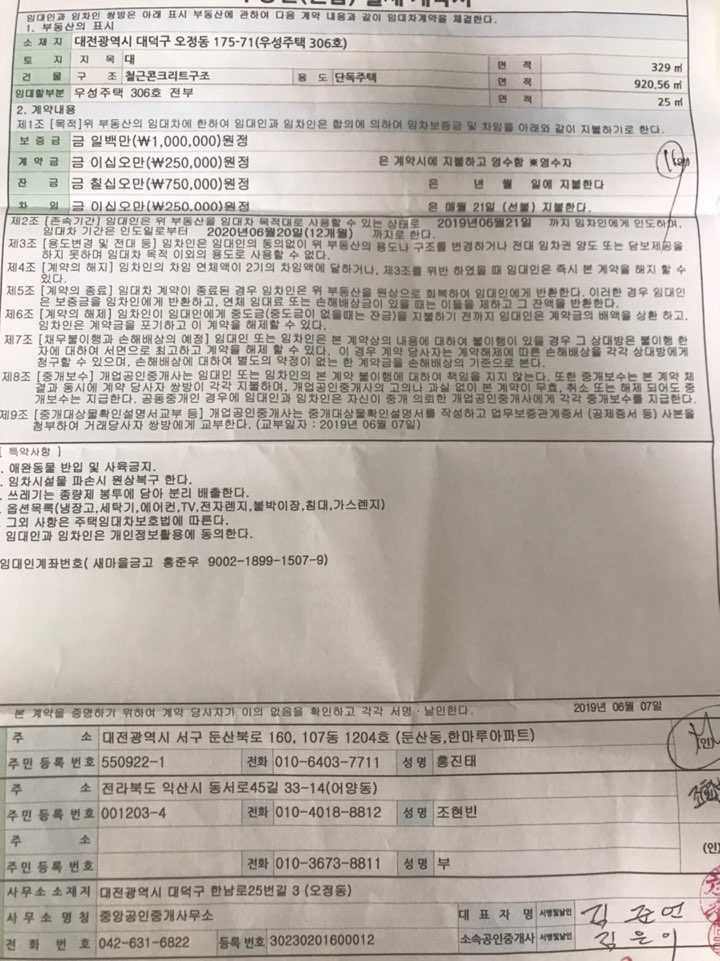 임대인과 임차인 쌍방은 아래 표시 부동산에 관하여 다음 계약 내용과 같이 임대차계약을 체결한다.
1. 부동산의 표시
소 재 지 대전광역시 대덕구 오정동 175-71(우성주택 306호)
토 지 지 목 대 면 적 329 ㎡
건 물 구 조 철근콘크리트구조 용 도 단독주택 면 적 920.56 ㎡
임대할부분 우성주택 306호 전부 면 적 25 ㎡
2. 계약내용
제1조 [목적]위 부동산의 임대차에 한하여 임대인과 임차인은 합의에 의하여 임차보증금 및 차임을 아래와 같이 지불하기로 한다.
보 증 금 금 일백만(₩1,000,000)원정
계 약 금 금 이십오만(₩250,000)원정 은 계약시에 지불하고 영수함 ※영수자 (인)
잔 금 금 칠십오만(₩750,000)원정 은 년 월 일에 지불한다
차 임 금 이십오만(₩250,000)원정 은 매월 21일 (선불) 지불한다
제2조 [존속기간] 임대인은 위 부동산을 임대차 목적대로 사용할 수 있는 상태로 2019년06월21일 까지 임차인에게 인도하며,
임대차 기간은 인도일로부터 2020년06월20일(12개월) 까지로 한다.
제3조 [용도변경 및 전대 등] 임차인은 임대인의 동의없이 위 부동산의 용도나 구조를 변경하거나 전대 임차권 양도 또는 담보제공을
하지 못하며 임대차 목적 이외의 용도로 사용할 수 없다.
제4조 [계약의 해지] 임차인의 차임 연체액이 2기의 차임액에 달하거나, 제3조를 위반 하였을 때 임대인은 즉시 본 계약을 해지 할 수
있다.
제5조 [계약의 종료] 임대차 계약이 종료된 경우 임차인은 위 부동산을 원상으로 회복하여 임대인에게 반환한다. 이러한 경우 임대인
은 보증금을 임차인에게 반환하고, 연체 임대료 또는 손해배상금이 있을 때는 이들을 제하고 그 잔액을 반환한다.
제6조 [계약의 해제] 임차인이 임대인에게 중도금(중도금이 없을때는 잔금)을 지불하기 전까지 임대인은 계약금의 배액을 상환 하고,
임차인은 계약금을 포기하고 이 계약을 해제할 수 있다.
제7조 [채무불이행과 손해배상의 예정] 임대인 또는 임차인은 본 계약상의 내용에 대하여 불이행이 있을 경우 그 상대방은 불이행 한
자에 대하여 서면으로 최고하고 계약을 해제 할 수 있다. 이 경우 계약 당사자는 계약해제에 따른 손해배상을 각각 상대방에게
청구할 수 있으며, 손해배상에 대하여 별도의 약정이 없는 한 계약금을 손해배상의 기준으로 본다.
제8조 [중개보수] 개업공인중개사는 임대인 또는 임차인의 본 계약 불이행에 대하여 책임을 지지 않는다. 또한 중개보수는 본 계약 체
결과 동시에 계약 당사자 쌍방이 각각 지불하며, 개업공인중개사의 고의나 과실 없이 본 계약이 무효, 취소 또는 해제 되어도 중
개보수는 지급한다. 공동중개인 경우에 임대인과 임차인은 자신이 중개 의뢰한 개업공인중개사에게 각각 중개보수를 지급한다.
제9조 [중개대상물확인설명서교부 등] 개업공인중개사는 중개대상물확인설명서를 작성하고 업무보증관계증서 (공제증서 등) 사본을
첨부하여 거래당사자 쌍방에게 교부한다. (교부일자 : 2019년 06월 07일)
[ 특약사항 ]
. 애완동물 반입 및 사육금지.
. 임차시설물 파손시 원상복구 한다.
. 쓰레기는 종량제 봉투에 담아 분리 배출한다.
. 옵션목록(냉장고,세탁기,에어컨,TV,전자렌지,붙박이장,침대,가스렌지)
그외 사항은 주택임대차보호법에 따른다.
임대인과 임차인은 개인정보활용에 동의한다.
임대인계좌번호( 새마을금고 홍준우 9002-1899-1507-9)
본 계약을 증명하기 위하여 계약 당사자가 이의 없음을 확인하고 각각 서명·날인한다. 2019년 06월 07일
주 소 대전광역시 서구 둔산북로 160, 107동 1204호 (둔산동,한마루아파트)
주민 등록 번호 550922-1 전화 010-6403-7711 성 명 홍진태 (인)
주 소 전라북도 익산시 동서로45길 33-14(어양동)
주민 등록 번호 001203-4 전화 010-4018-8812 성 명 조현빈
주 소
주민 등록 번호 전화 010-3673-8811 성 명 부 (인)
사무소 소재지 대전광역시 대덕구 한남로25번길 3 (오정동)
사무소 명칭 중앙공인중개사무소 대 표 자 명 서명및날인
전 화 번 호 042-631-6822 등록 번호 30230201600012 소속공인중개사 서명및날인 김은이